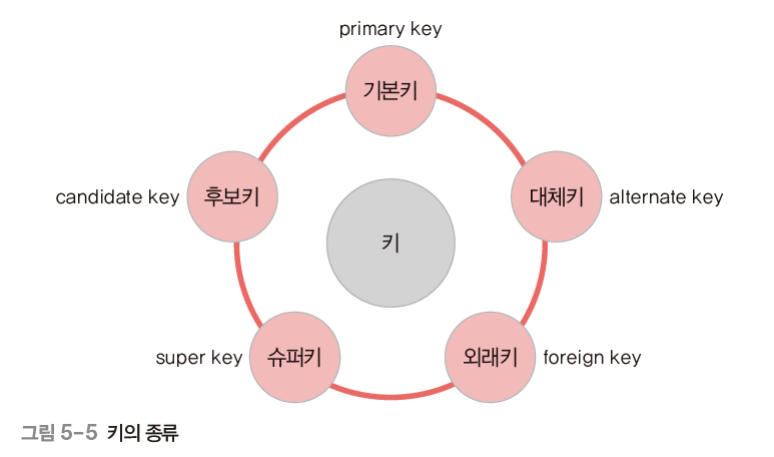 primary key
기본키
candidate key 후보키
대체키 alternate key
키
super key 슈퍼키
외래키 foreign key
그림 5-5 키의 종류